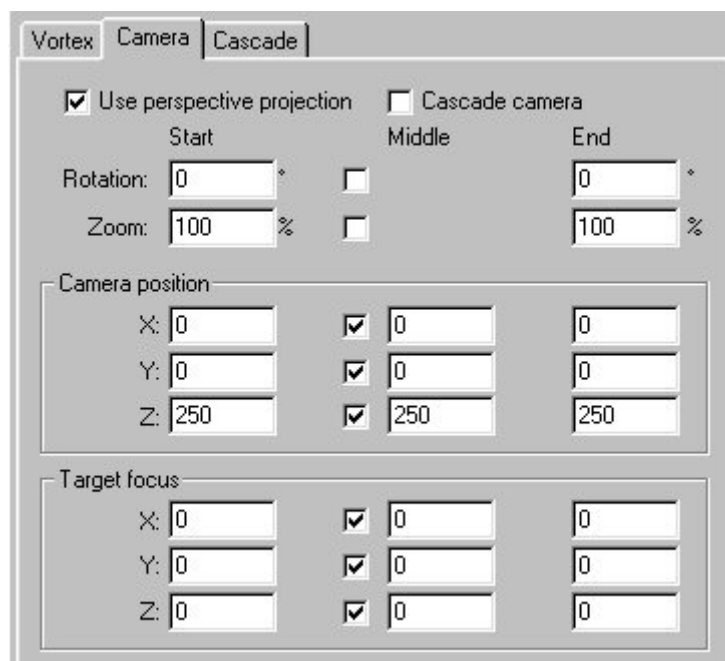 Vortex Camera Cascade
Use perspective projection Cascade camera
Start Middle End
Rotation: 0 ° 0 °
Zoom: 100 % 100 %
Camera position
X: 0 0 0
Y: 0 0 0
Z: 250 250 250
Target focus
X: 0 0 0
Y: 0 0 0
Z: 0 0 0